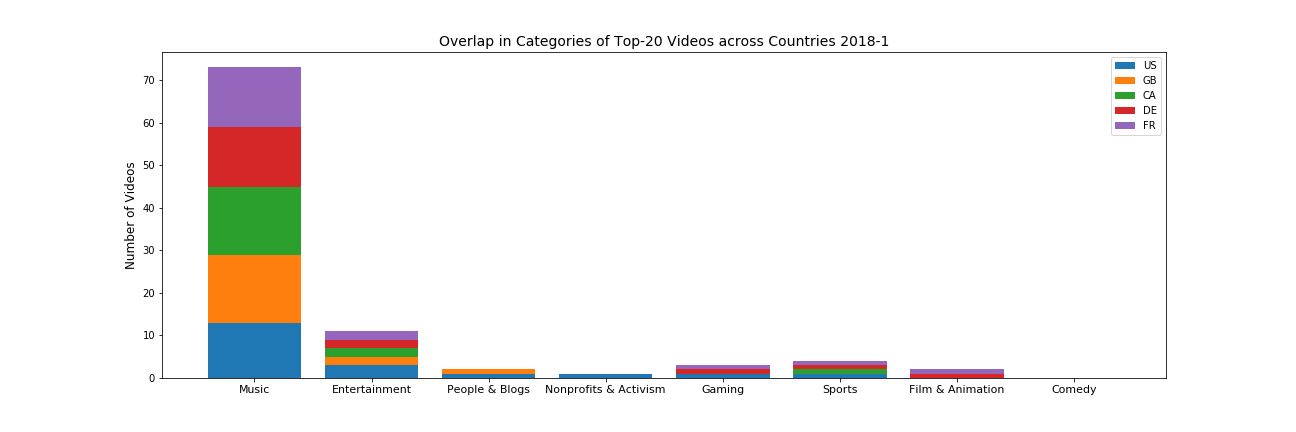 Overlap in Categories of Top-20 Videos across Countries 2018-1
US
GB
CA
DE
FR
Number of Videos
70
60
50
40
30
20
10
0
Music Entertainment People & Blogs Nonprofits & Activism Gaming Sports Film & Animation Comedy